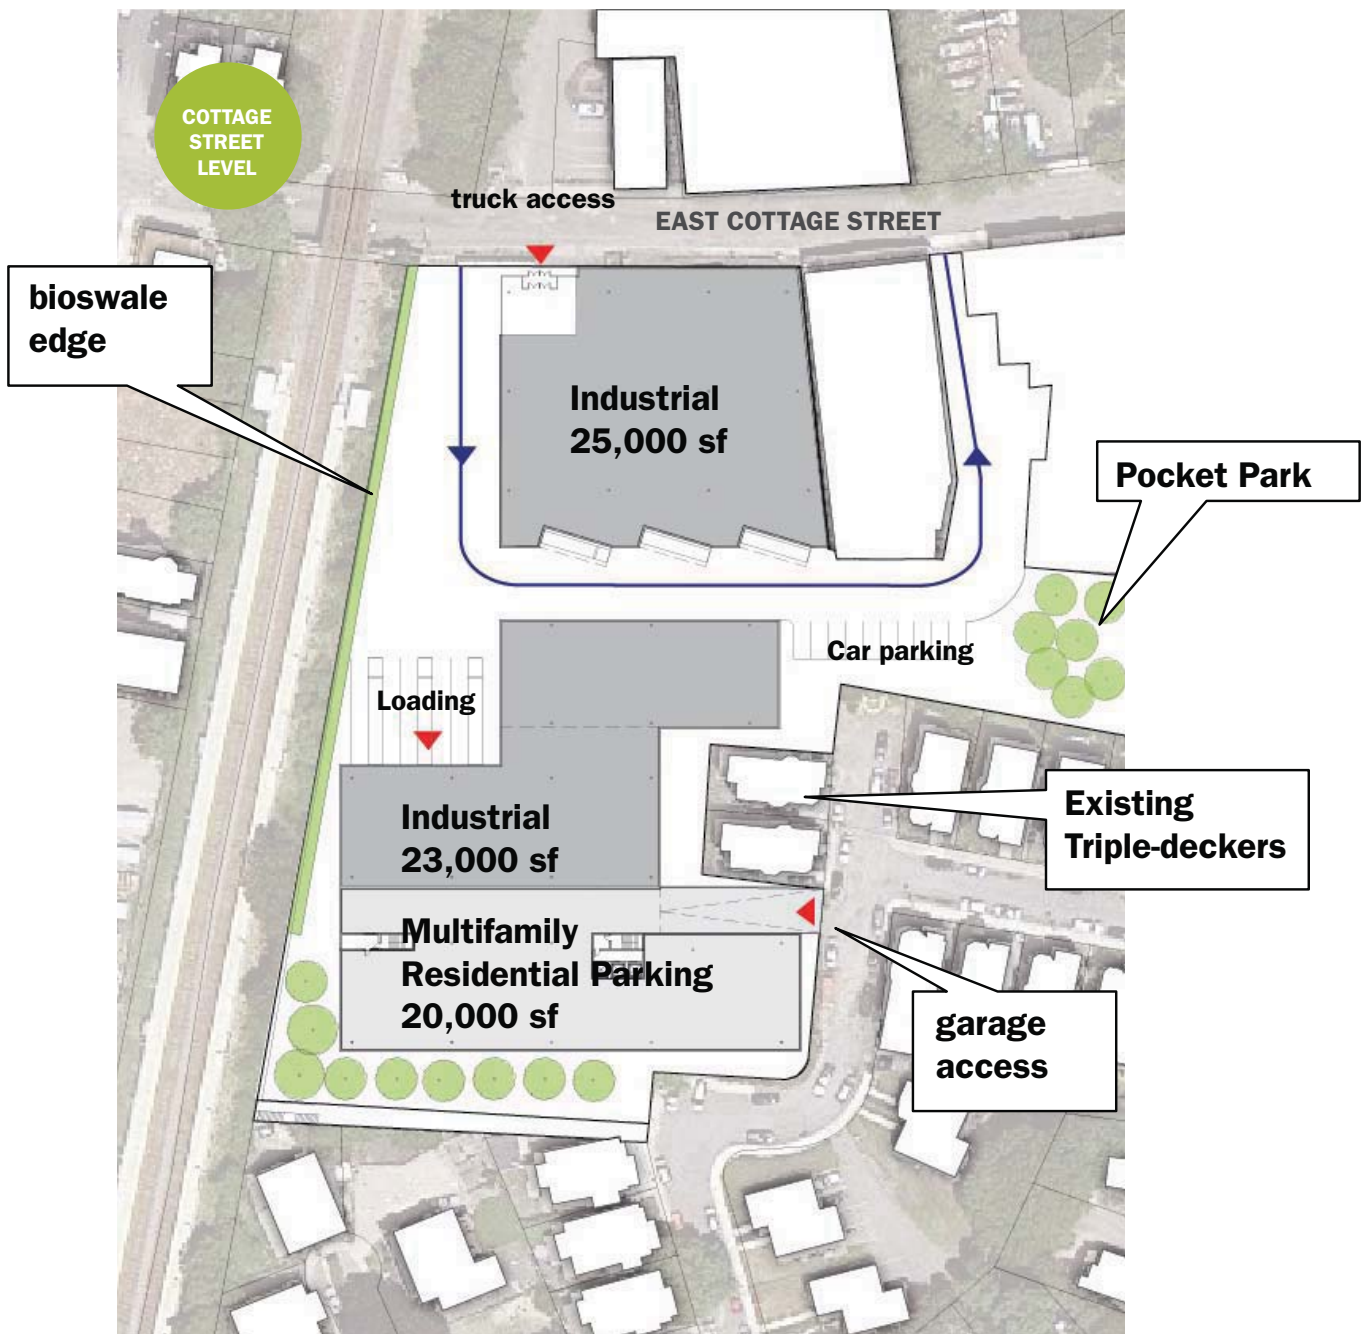 COTTAGE
STREET
LEVEL
truck access
EAST COTTAGE STREET
bioswale
edge
Industrial
25,000 sf
Pocket Park
Car parking
Loading
Existing
Triple-deckers
Industrial
23,000 sf
Multifamily
Residential Parking
20,000 sf
garage
access